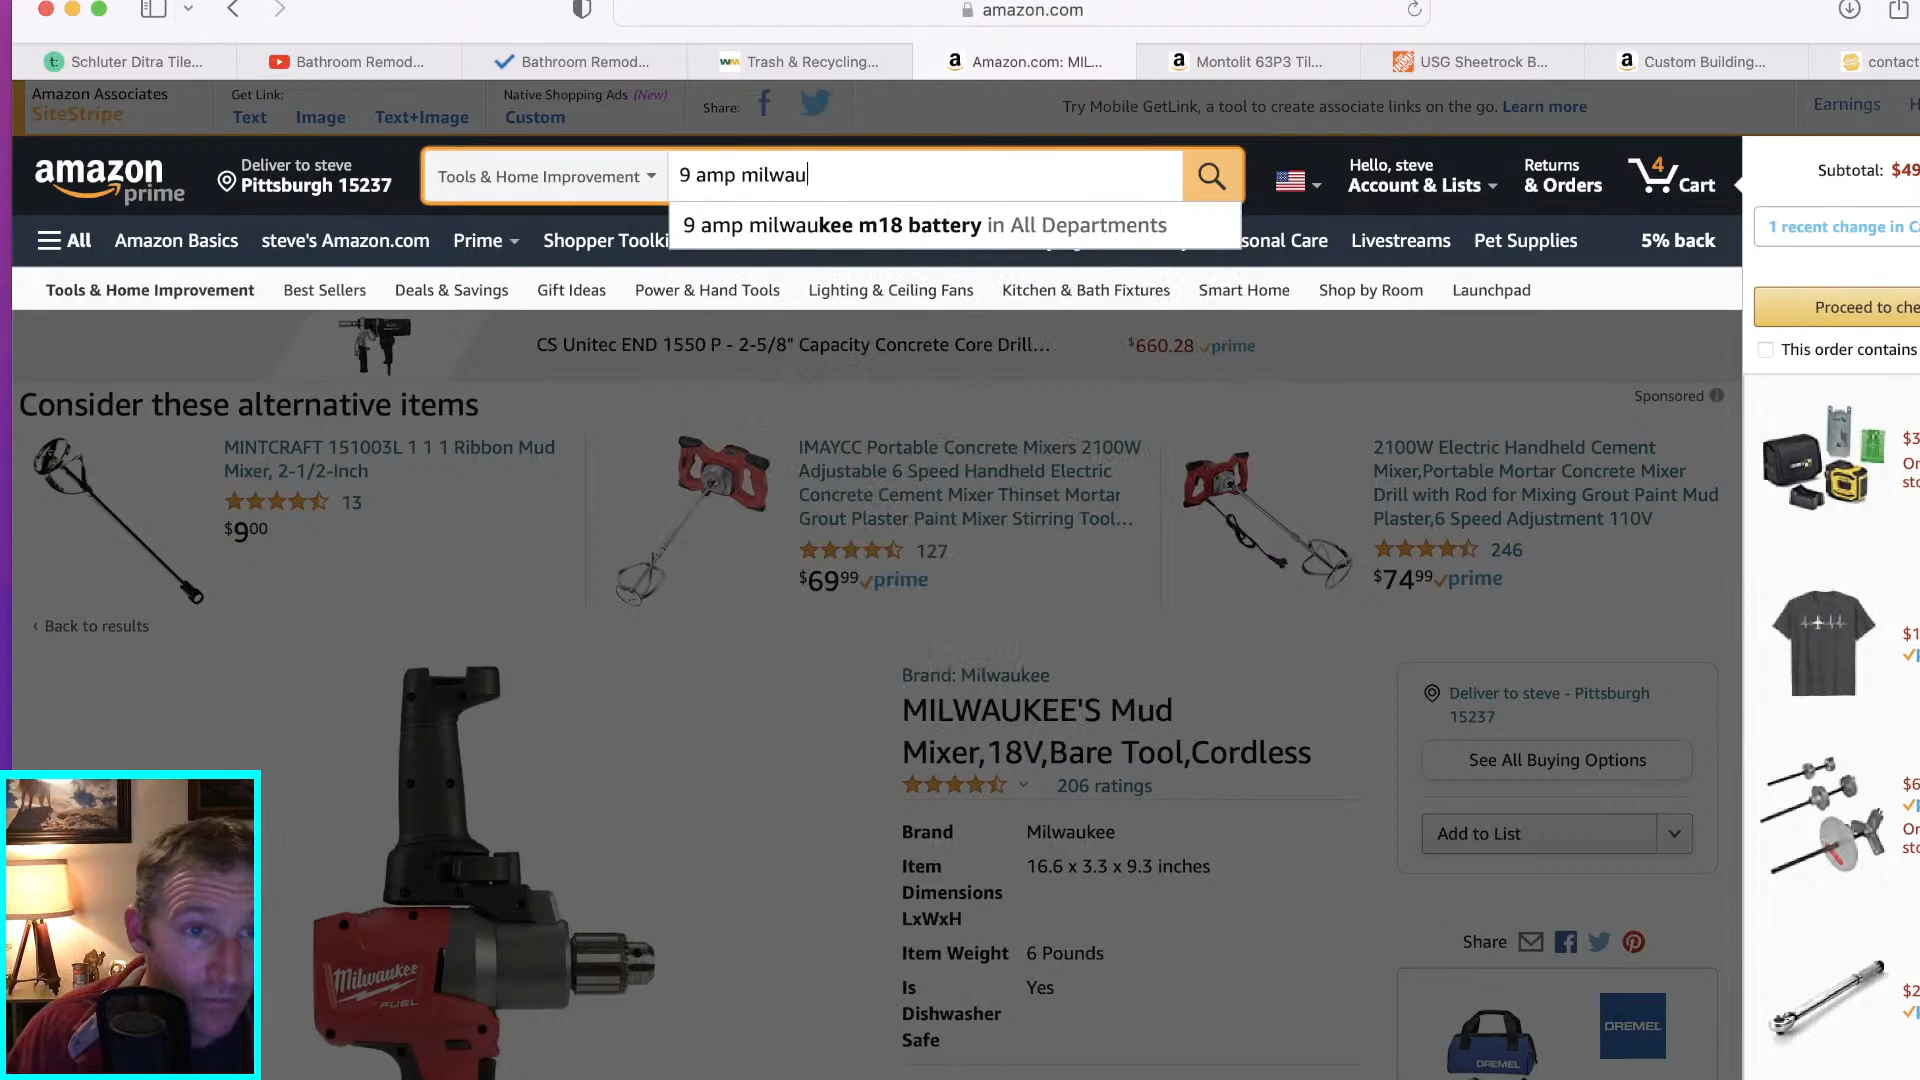 amazon.com
Schluter Ditra Tile...
Bathroom Remod...
Bathroom Remod...
Trash & Recycling...
Amazon.com: MIL...
Montolit 63P3 Til...
USG Sheetrock B...
Custom Building...
contact
Amazon Associates
SiteStripe
Get Link:
Text Image Text+Image
Native Shopping Ads (New)
Custom
Share:
Try Mobile GetLink, a tool to create associate links on the go. Learn more
Earnings H
amazon
prime
Deliver to steve
Pittsburgh 15237
Tools & Home Improvement
9 amp milwau
9 amp milwaukee m18 battery in All Departments
Hello, steve
Account & Lists
Returns
& Orders
4
Cart
Subtotal: $49
All
Amazon Basics
steve's Amazon.com
Prime
Shopper Toolki
sonal Care
Livestreams
Pet Supplies
5% back
1 recent change in Ca
Tools & Home Improvement
Best Sellers
Deals & Savings
Gift Ideas
Power & Hand Tools
Lighting & Ceiling Fans
Kitchen & Bath Fixtures
Smart Home
Shop by Room
Launchpad
Proceed to che
This order contains
CS Unitec END 1550 P - 2-5/8" Capacity Concrete Core Drill...
$660.28 prime
Consider these alternative items
Sponsored
MINTCRAFT 151003L 1 1 1 Ribbon Mud
Mixer, 2-1/2-Inch
13
$9.00
IMAYCC Portable Concrete Mixers 2100W
Adjustable 6 Speed Handheld Electric
Concrete Cement Mixer Thinset Mortar
Grout Plaster Paint Mixer Stirring Tool...
127
$69.99 prime
2100W Electric Handheld Cement
Mixer,Portable Mortar Concrete Mixer
Drill with Rod for Mixing Grout Paint Mud
Plaster,6 Speed Adjustment 110V
246
$74.99 prime
‹ Back to results
Brand: Milwaukee
MILWAUKEE'S Mud
Mixer,18V,Bare Tool,Cordless
206 ratings
Brand Milwaukee
Item 16.6 x 3.3 x 9.3 inches
Dimensions
LxWxH
Item Weight 6 Pounds
Is Yes
Dishwasher
Safe
Deliver to steve - Pittsburgh
15237
See All Buying Options
Add to List
Share
DREMEL
DREMEL
Milwaukee
FUEL
$3
On
sto
$1
$6
On
sto
$2